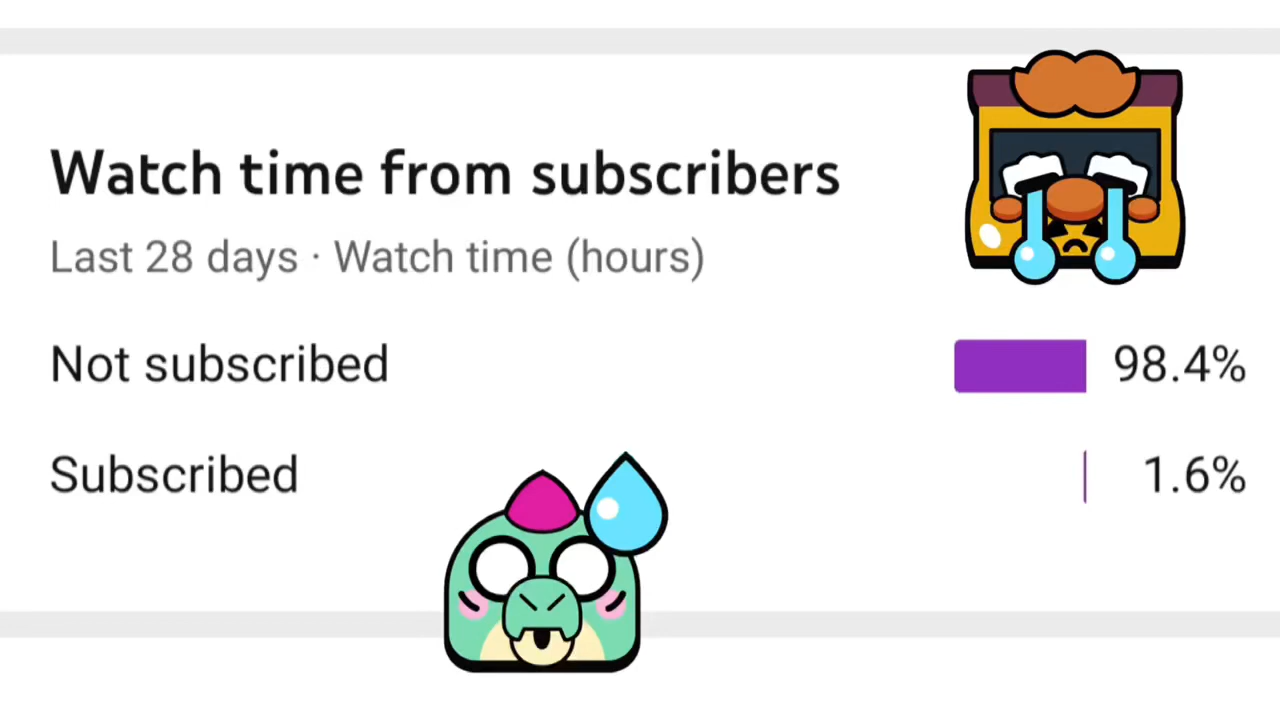 Watch time from subscribers
Last 28 days · Watch time (hours)
Not subscribed 98.4%
Subscribed 1.6%